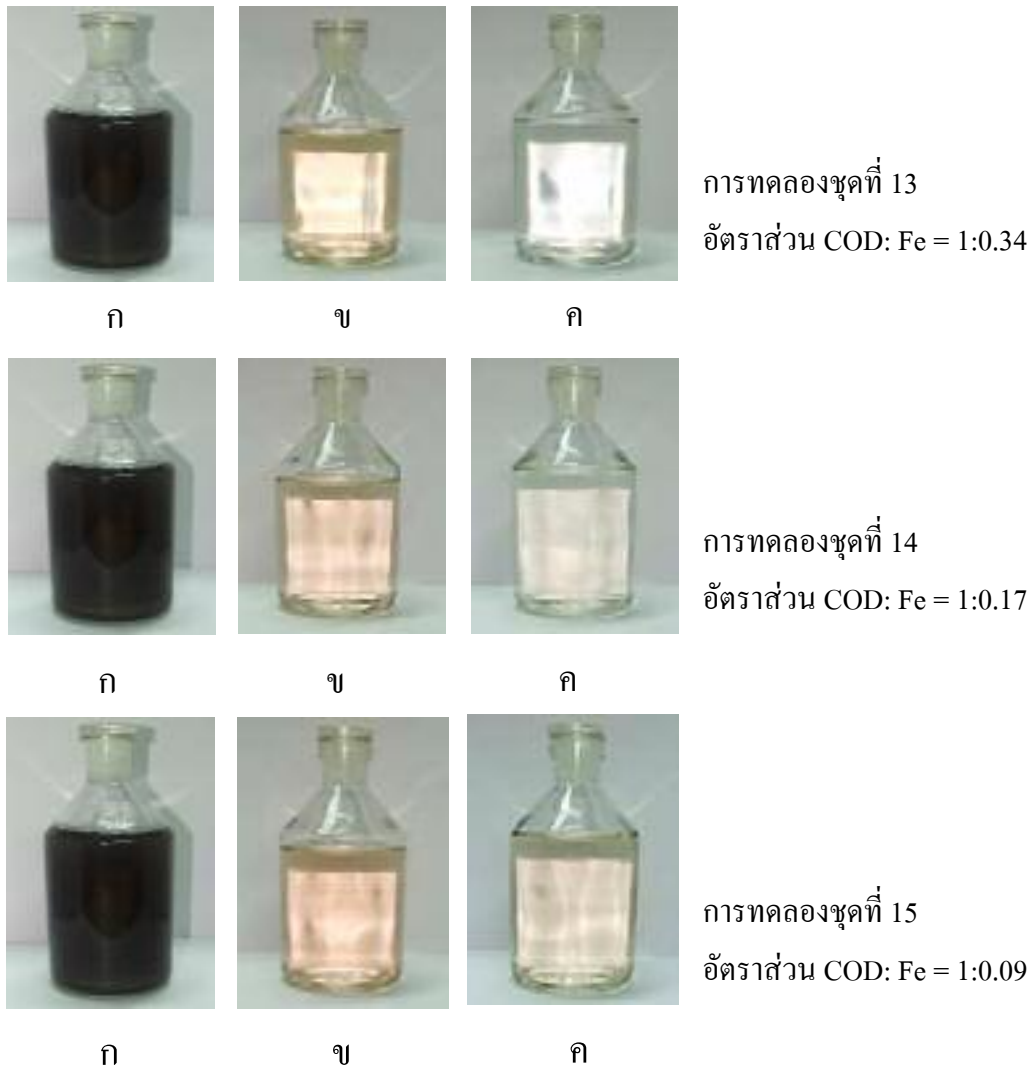 การทดลองชุดที่ 13
อัตราส่วน COD: Fe = 1:0.34
ก ข ค
การทดลองชุดที่ 14
อัตราส่วน COD: Fe = 1:0.17
ก ข ค
การทดลองชุดที่ 15
อัตราส่วน COD: Fe = 1:0.09
ก ข ค